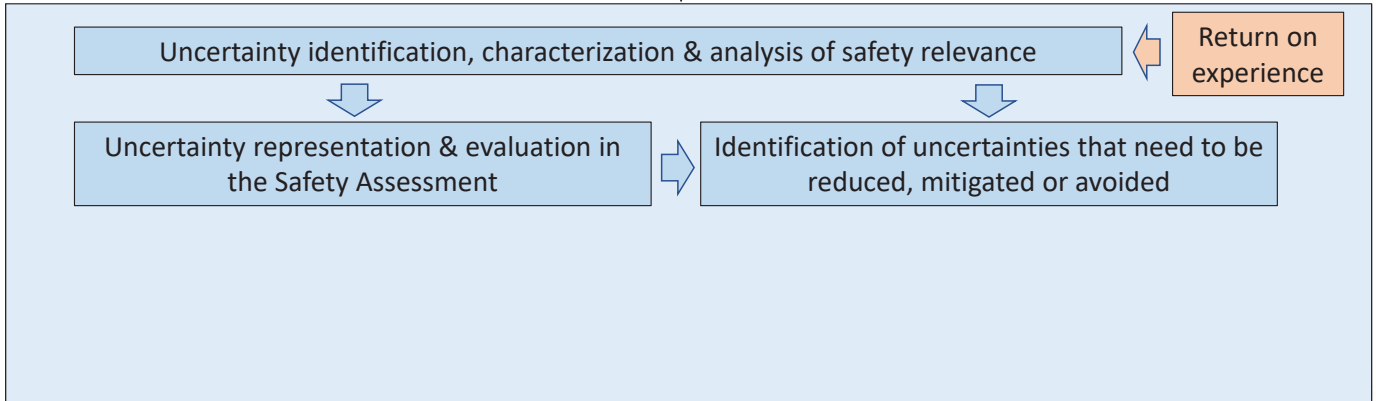 Uncertainty identification, characterization & analysis of safety relevance
Return on
experience
Uncertainty representation & evaluation in
the Safety Assessment
Identification of uncertainties that need to be
reduced, mitigated or avoided